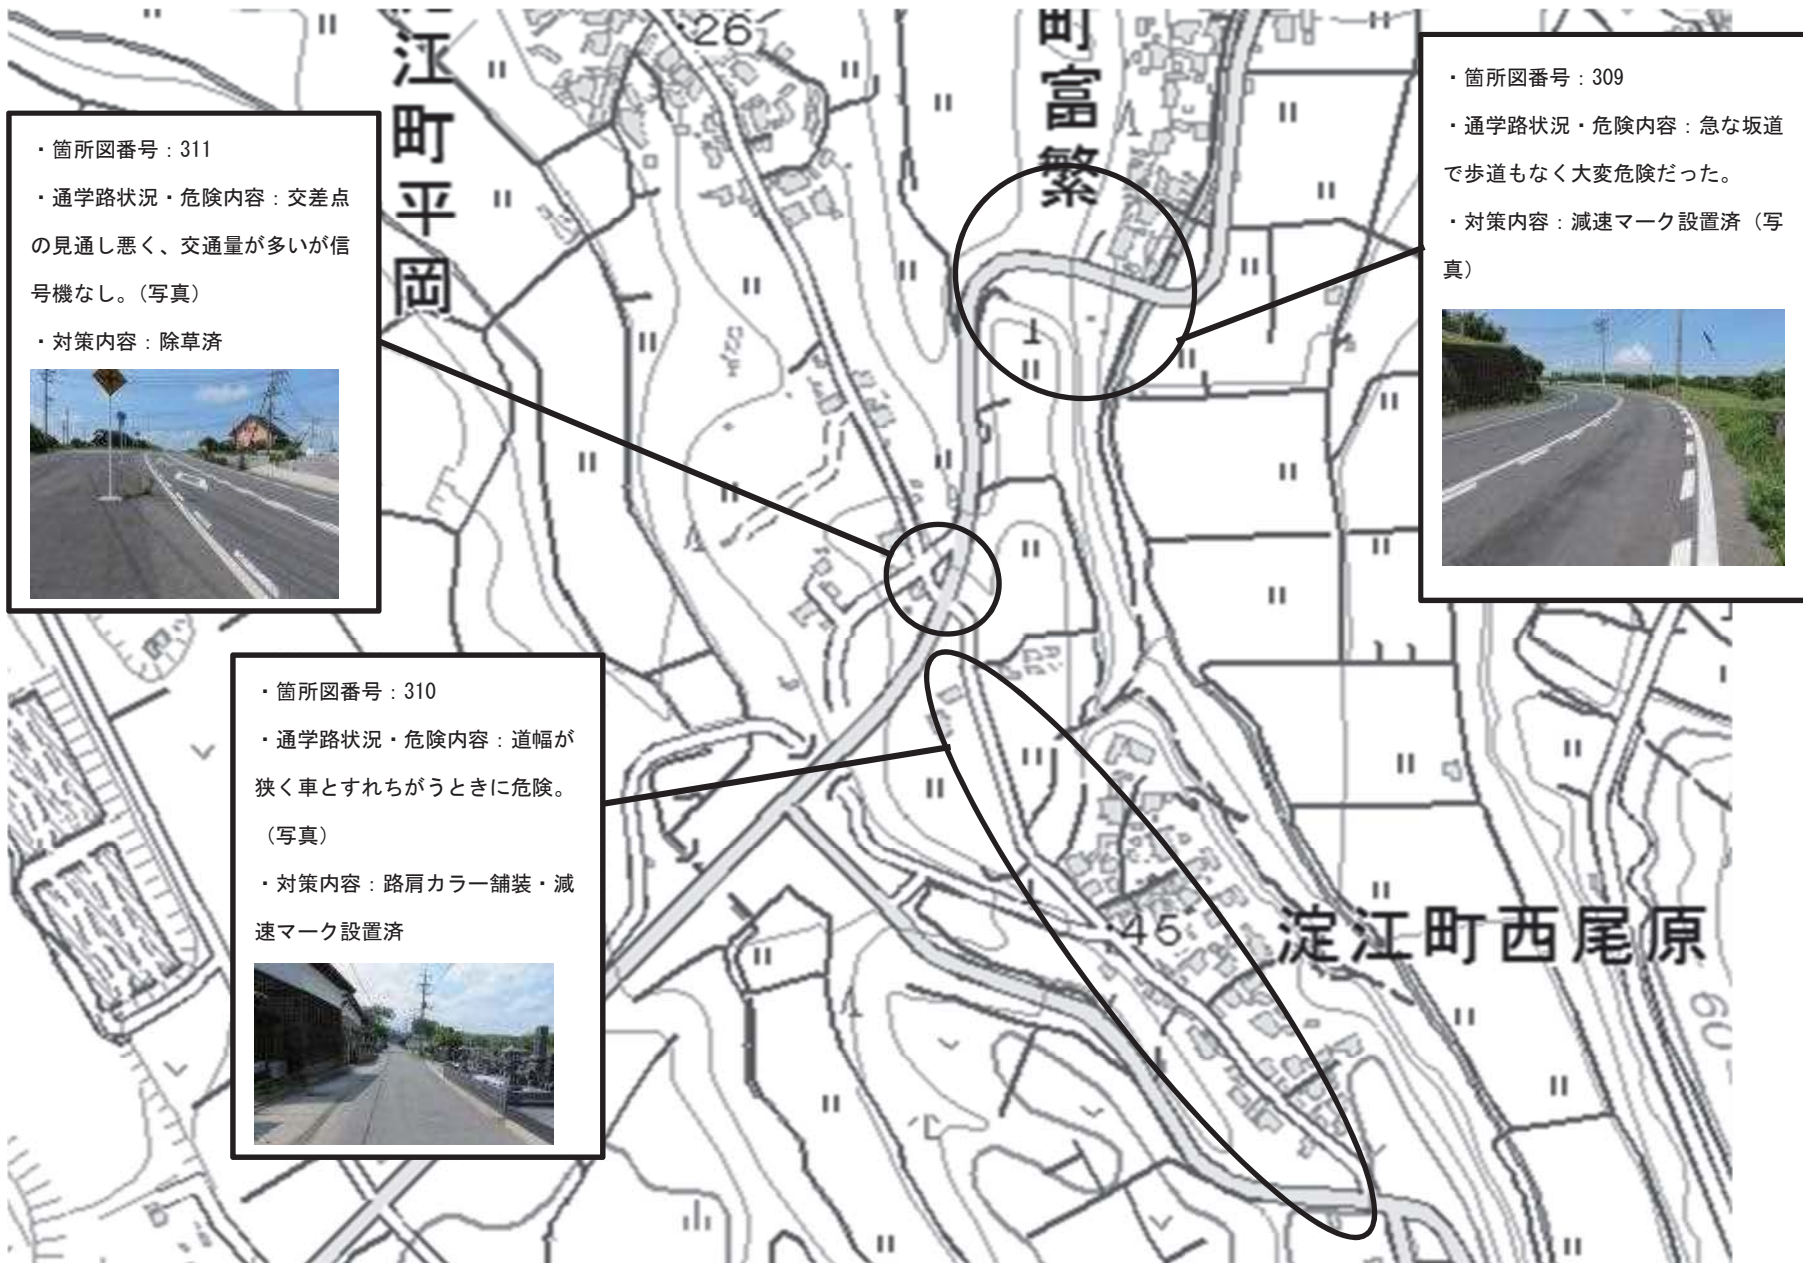 江町平岡
・26
町富繁
・箇所図番号：311
・通学路状況・危険内容：交差点
の見通し悪く、交通量が多いが信
号機なし。(写真)
・対策内容：除草済
・箇所図番号：309
・通学路状況・危険内容：急な坂道
で歩道もなく大変危険だった。
・対策内容：減速マーク設置済（写
真）
・箇所図番号：310
・通学路状況・危険内容：道幅が
狭く車とすれちがうときに危険。
（写真）
・対策内容：路肩カラー舗装・減
速マーク設置済
・45
淀江町西尾原
60